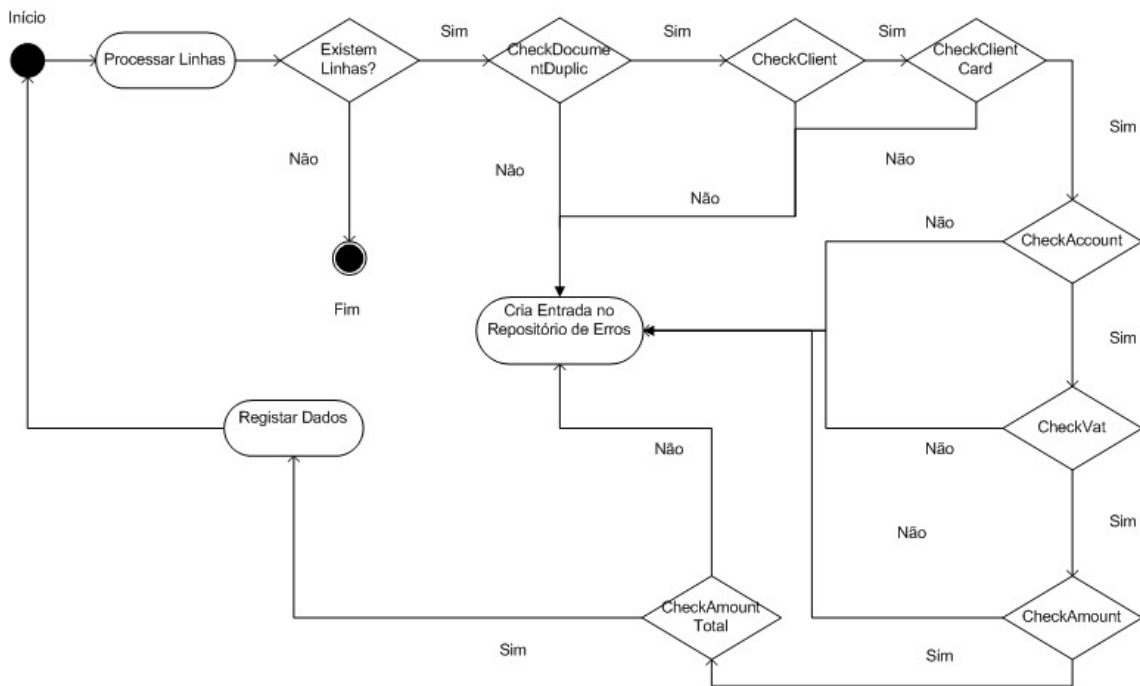 Início
Processar Linhas
Existem
Linhas?
Sim
CheckDocume
ntDuplic
Sim
CheckClient
Sim
CheckClient
Card
Sim
Não
Não
Não
Não
Não
CheckAccount
Fim
Cria Entrada no
Repositório de Erros
Sim
Registar Dados
CheckVat
Não
Não
Sim
Não
CheckAmount
Total
CheckAmount
Sim
Sim